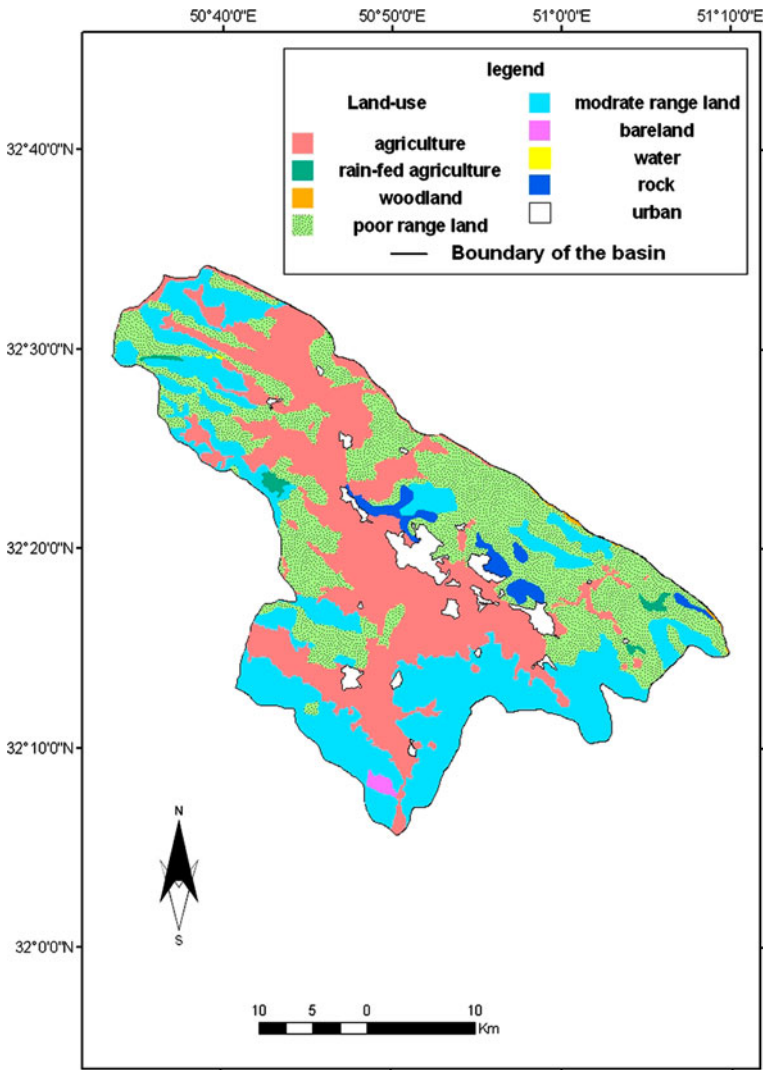 50°40'0"E 50°50'0"E 51°0'0"E 51°10'0"E
legend
Land-use
agriculture
rain-fed agriculture
woodland
poor range land
modrate range land
bareland
water
rock
urban
Boundary of the basin
32°40'0"N
32°30'0"N
32°20'0"N
32°10'0"N
32°0'0"N
N
S
10 5 0 10
Km